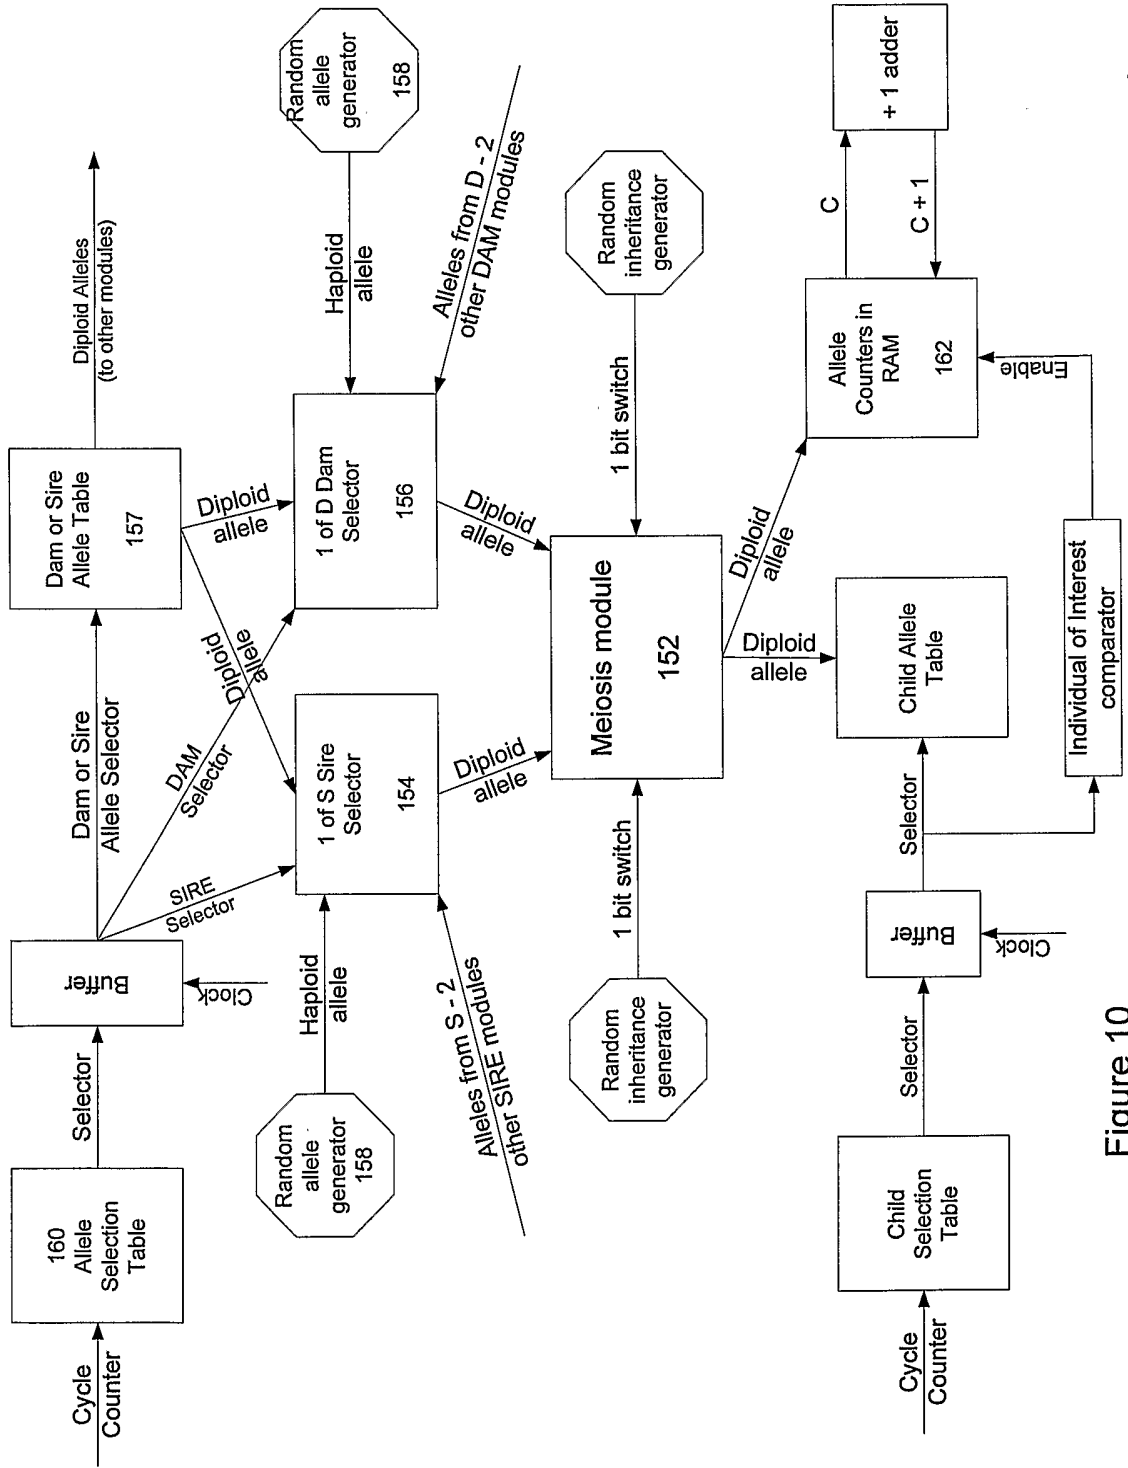 Cycle
Counter
160
Allele
Selection
Table
Selector
Buffer
Clock
Dam or Sire
Allele Selector
Dam or Sire
Allele Table
157
Diploid Alleles
(to other modules)
SIRE
Selector
DAM
Selector
Diploid
allele
Diploid
allele
Random
allele
generator
158
Haploid
allele
1 of S Sire
Selector
154
1 of D Dam
Selector
156
Haploid
allele
Random
allele
generator
158
Alleles from S - 2
other SIRE modules
Diploid
allele
Diploid
allele
Alleles from D - 2
other DAM modules
Random
inheritance
generator
1 bit switch
Meiosis module
152
1 bit switch
Random
inheritance
generator
Diploid
allele
Diploid
allele
Cycle
Counter
Child
Selection
Table
Selector
Buffer
Clock
Selector
Child Allele
Table
Allele
Counters in
RAM
162
C
C + 1
+ 1 adder
Enable
Individual of Interest
comparator
Figure 10